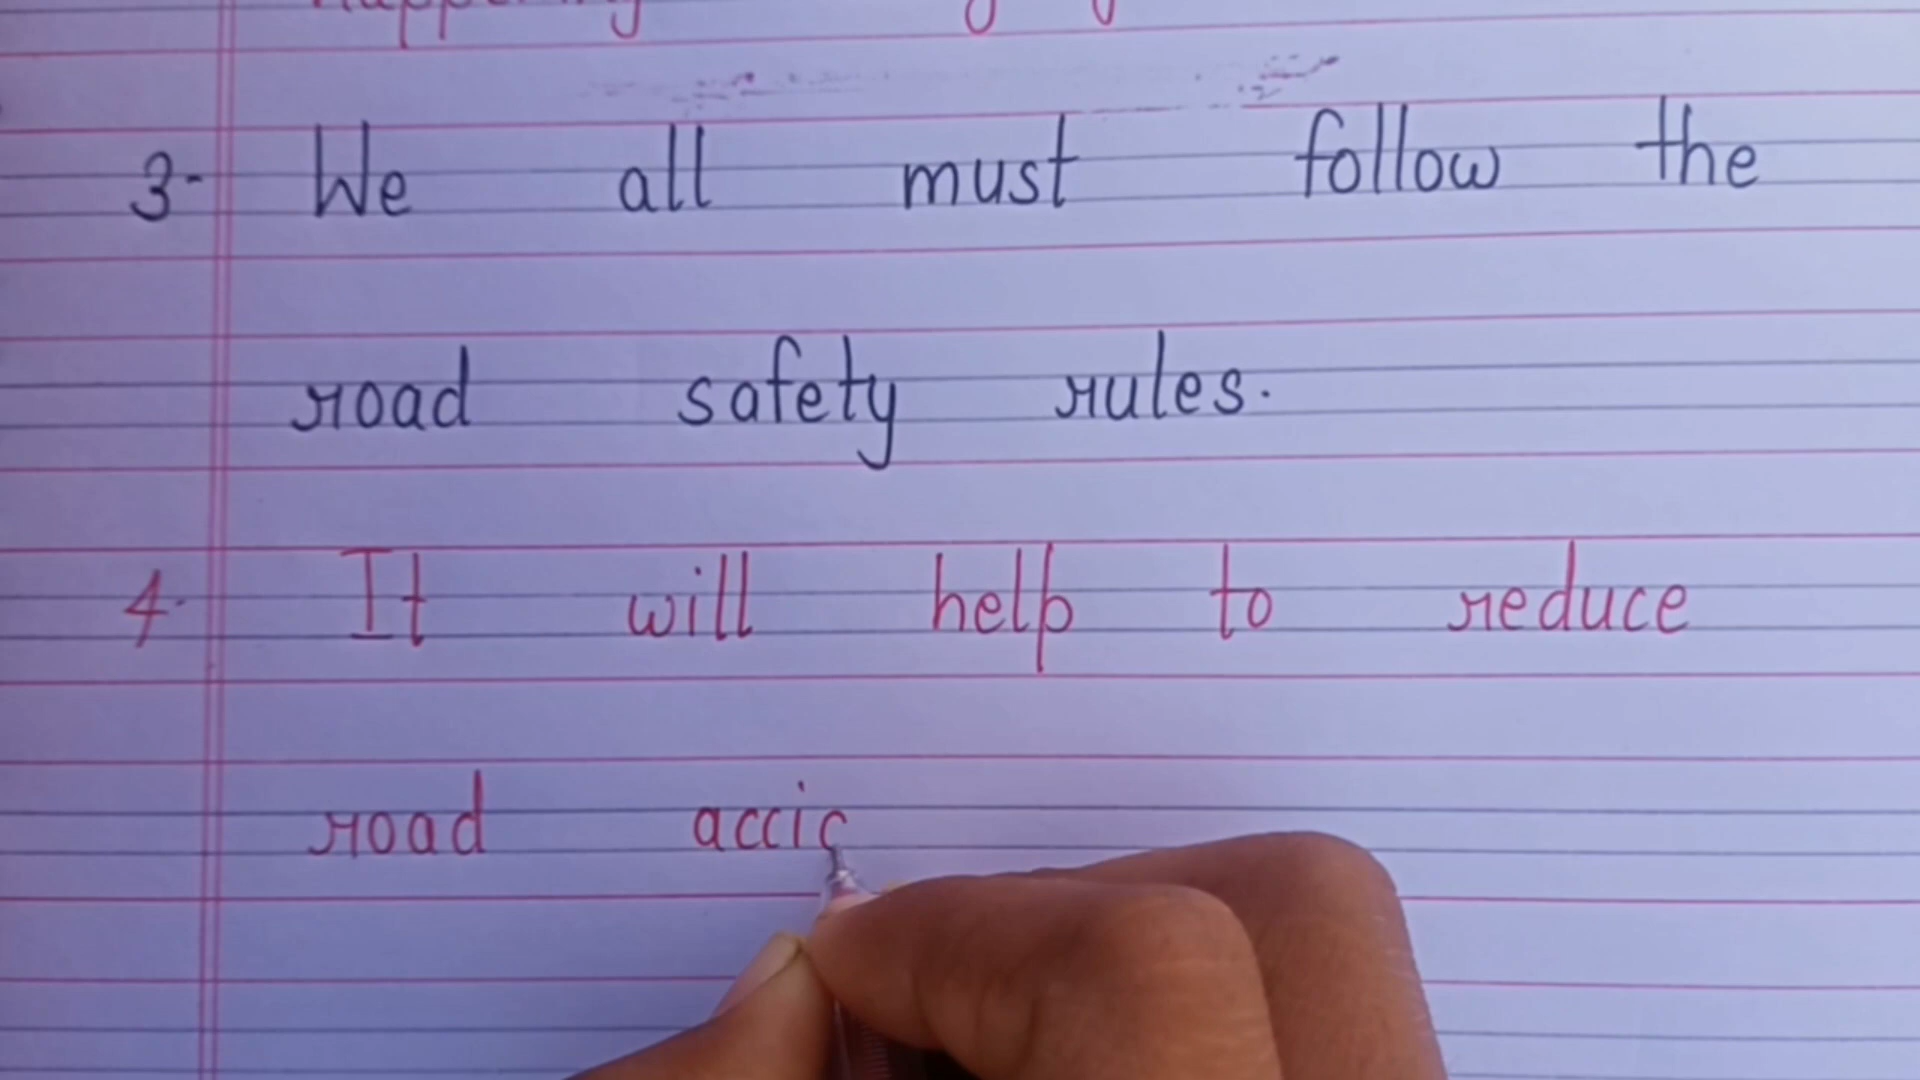 3- We all must follow the
road safety rules.
4. It will help to reduce
road accic